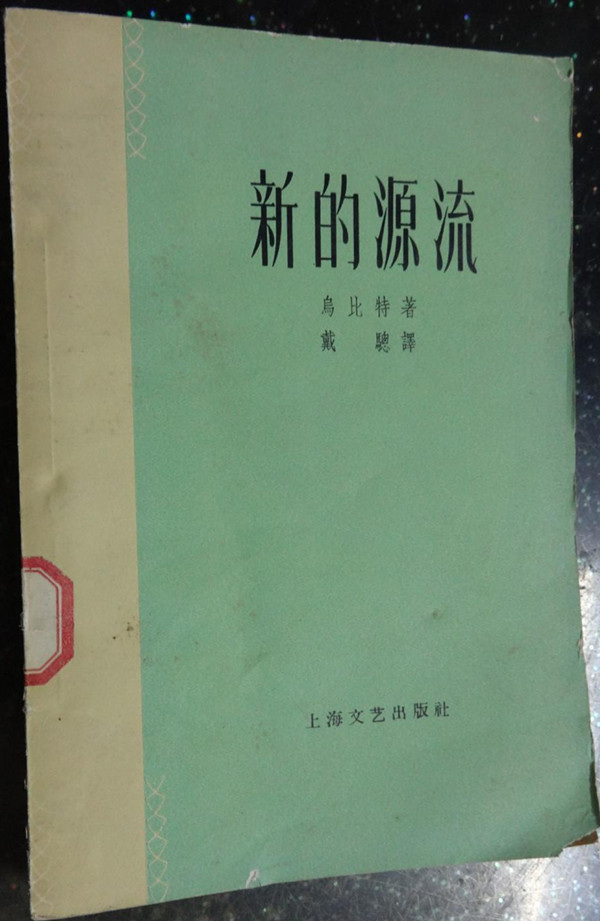 新的源流
烏比特著
戴驄譯
上海文艺出版社